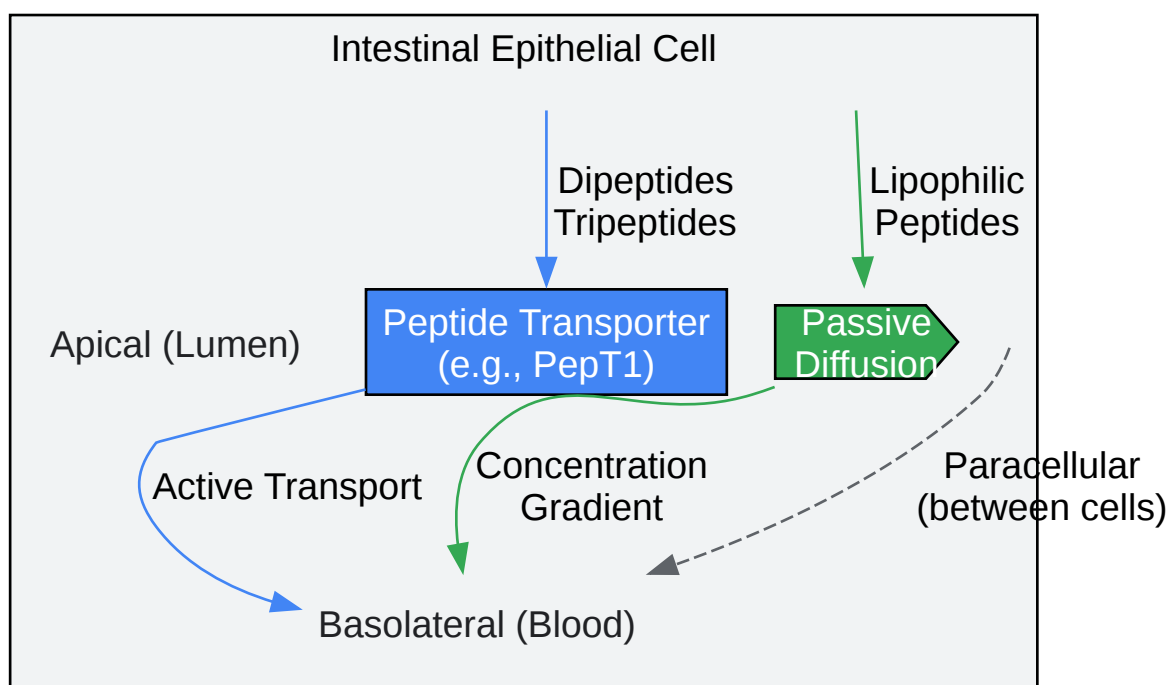 Intestinal Epithelial Cell
Dipeptides
Tripeptides
Lipophilic
Peptides
Apical (Lumen)
Peptide Transporter
(e.g., PepT1)
Passive
Diffusion
Active Transport
Concentration
Gradient
Paracellular
(between cells)
Basolateral (Blood)